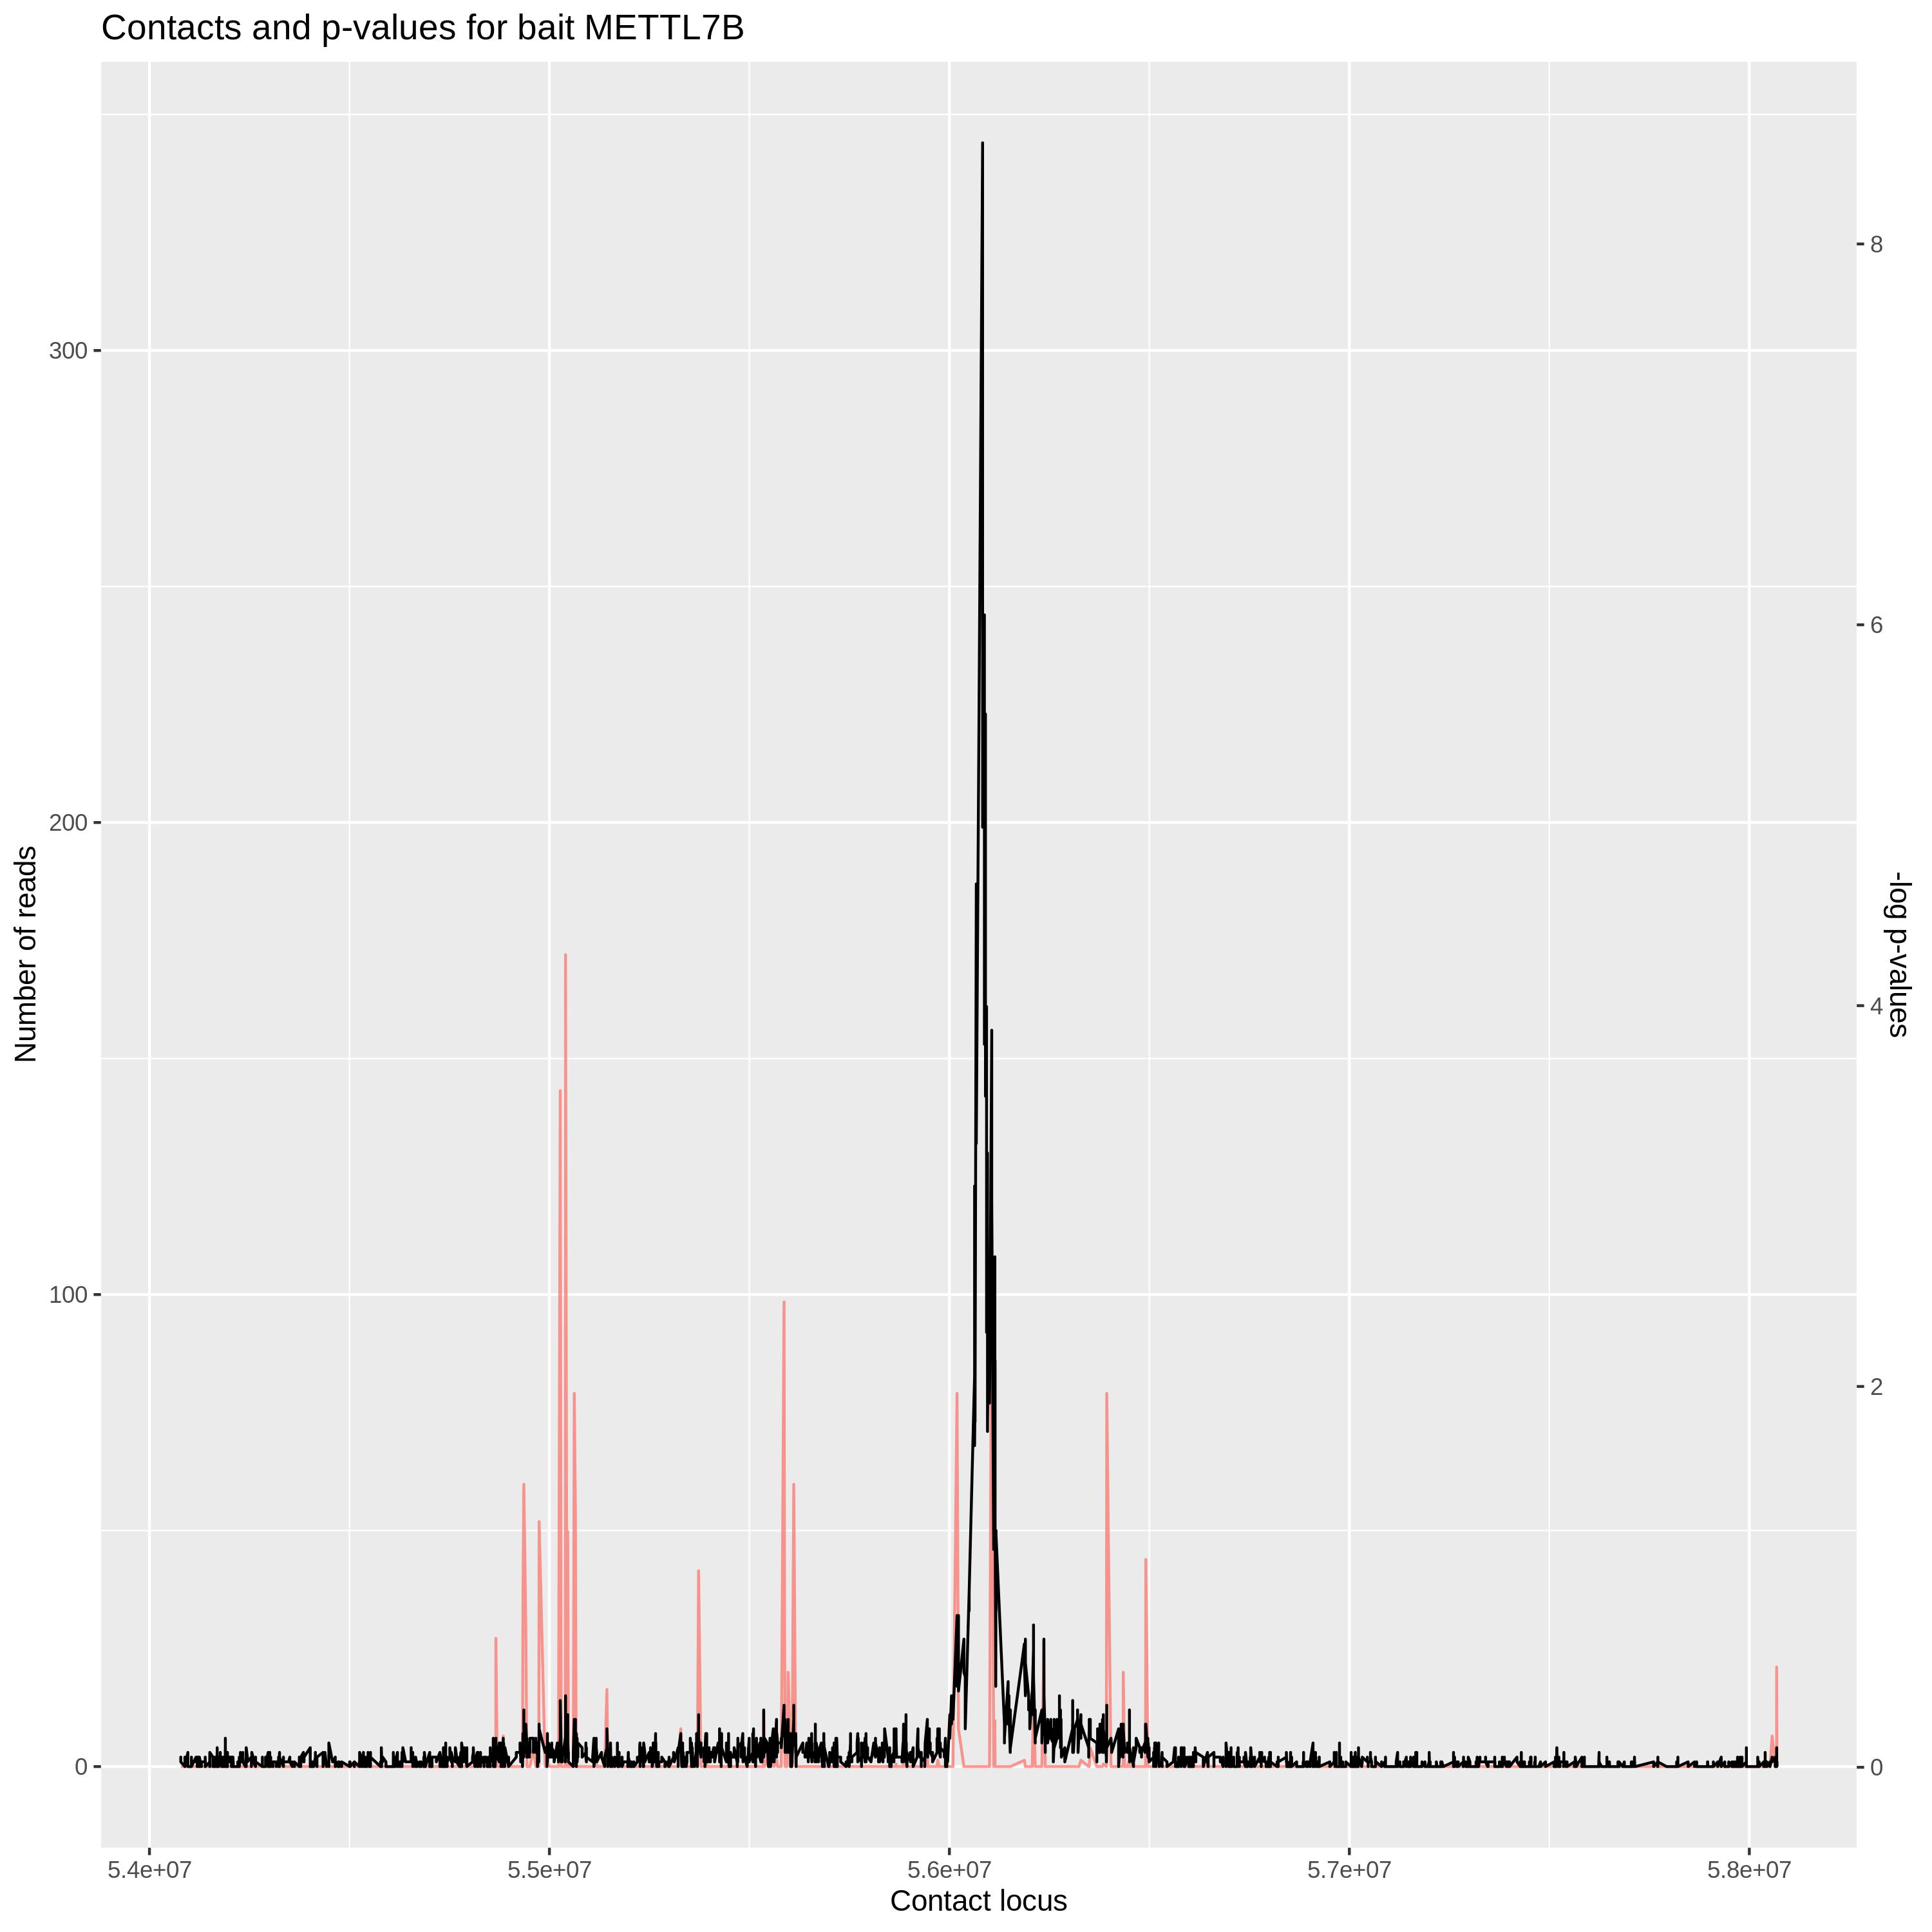 Contacts and p-values for bait METTL7B
300
200
100
0
Number of reads
8
6
4
2
0
-log p-values
5.4e+07
5.5e+07
5.6e+07
5.7e+07
5.8e+07
Contact locus